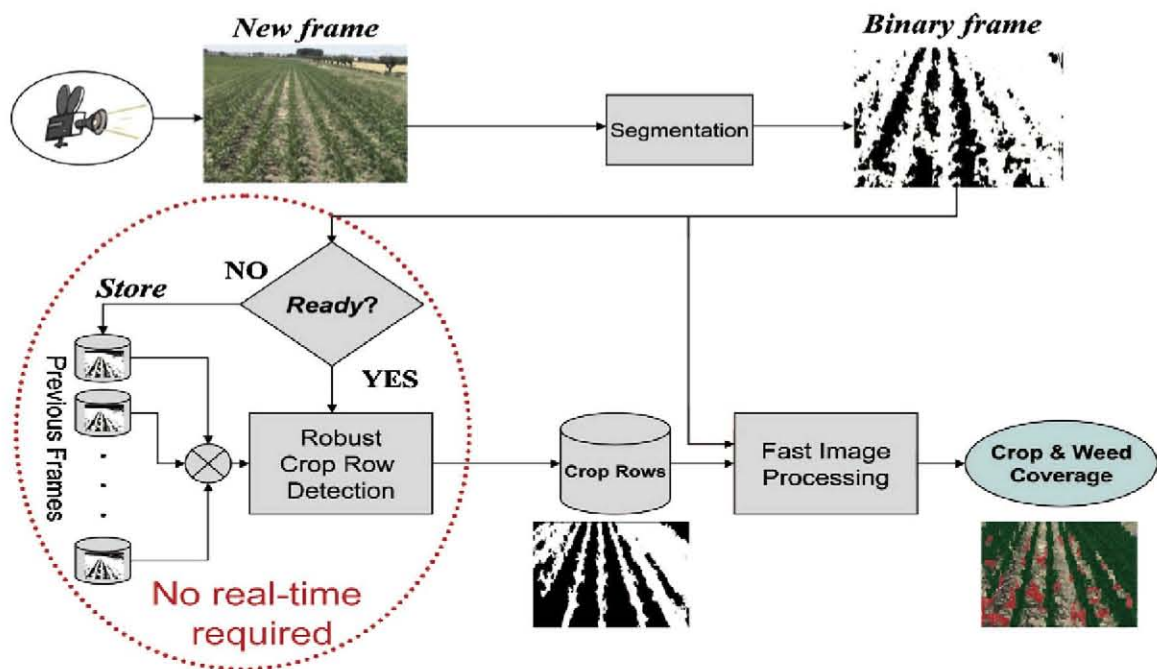 New frame
Binary frame
Segmentation
NO
Store
Ready?
YES
Previous Frames
Robust
Crop Row
Detection
Crop Rows
Fast Image
Processing
Crop & Weed
Coverage
No real-time
required